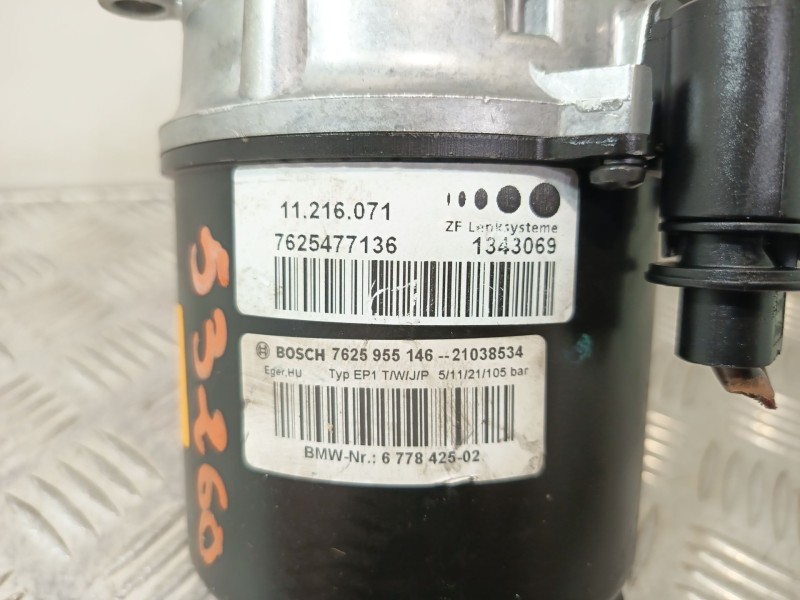 11.216.071
ZF Lenksysteme
7625477136 1343069
BOSCH 7625 955 146--21038534
Eger,HU Typ EP1 T/W/J/P 5/11/21/105 bar
BMW-Nr.: 6 778 425-02
53260